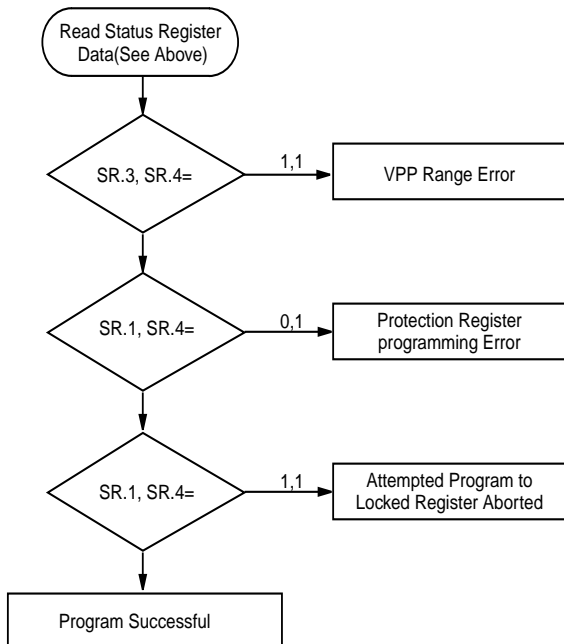 Read Status Register
Data(See Above)
SR.3, SR.4=
1,1
VPP Range Error
SR.1, SR.4=
0,1
Protection Register
programming Error
SR.1, SR.4=
1,1
Attempted Program to
Locked Register Aborted
Program Successful